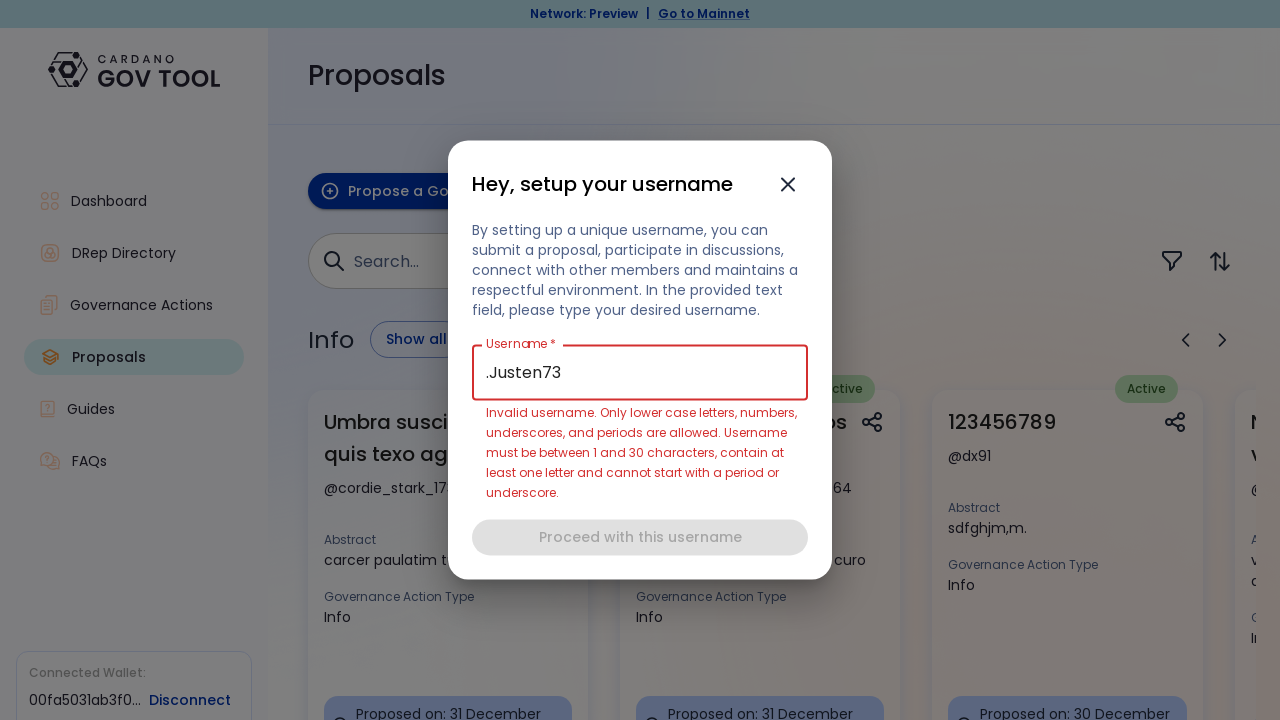 Network: Preview | Go to Mainnet
CARDANO
GOV TOOL
Proposals
Dashboard
DRep Directory
Governance Actions
Proposals
Guides
FAQs
Connected Wallet:
00fa5031ab3f0... Disconnect
Propose a Go
Search...
Info
Show all
Hey, setup your username
By setting up a unique username, you can
submit a proposal, participate in discussions,
connect with other members and maintains a
respectful environment. In the provided text
field, please type your desired username.
Username *
.Justen73
Invalid username. Only lower case letters, numbers,
underscores, and periods are allowed. Username
must be between 1 and 30 characters, contain at
least one letter and cannot start with a period or
underscore.
Proceed with this username
Umbra susci
quis texo ag
@cordie_stark_17
Abstract
carcer paulatim t
Governance Action Type
Info
Proposed on: 31 December
ctive
os
64
curo
Governance Action Type
Info
Proposed on: 31 December
Active
123456789
@dx91
Abstract
sdfghjm,m.
Governance Action Type
Info
Proposed on: 30 December